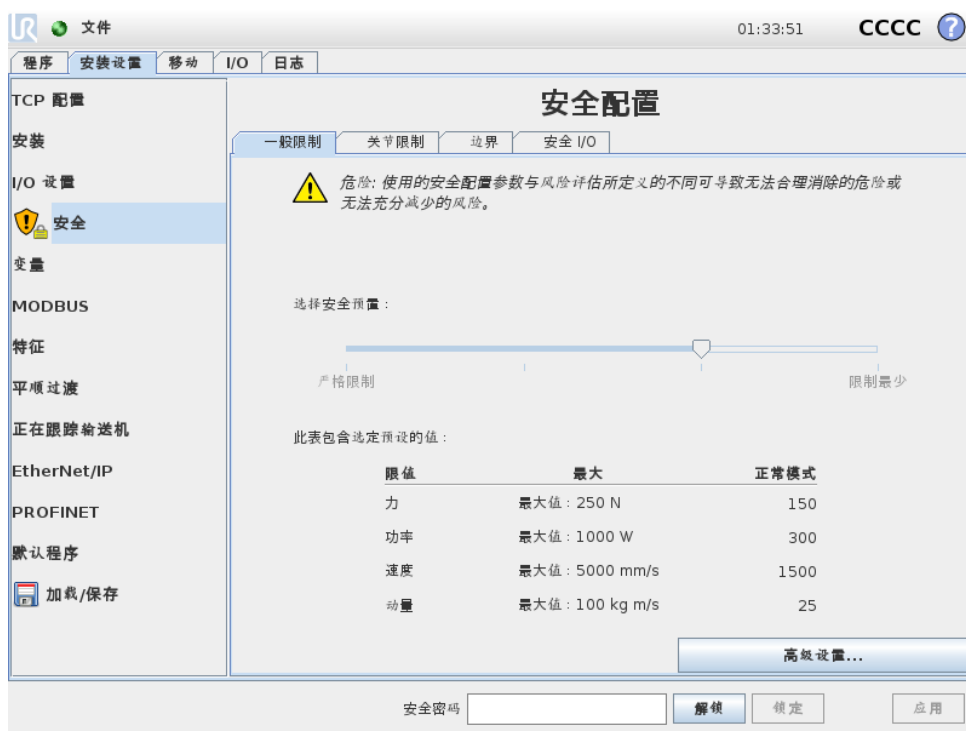 UR 文件 01:33:51 CCCC ?
程序 安装设置 移动 I/O 日志
TCP 配置
安装
I/O 设置
安全
变量
MODBUS
特征
平顺过渡
正在跟踪输送机
EtherNet/IP
PROFINET
默认程序
加载/保存
安全配置
一般限制 关节限制 边界 安全 I/O
危险: 使用的安全配置参数与风险评估所定义的不同可导致无法合理消除的危险或
无法充分减少的风险。
选择安全预置：
严格限制 限制最少
此表包含选定预设的值：
限值 最大 正常模式
力 最大值：250 N 150
功率 最大值：1000 W 300
速度 最大值：5000 mm/s 1500
动量 最大值：100 kg m/s 25
高级设置...
安全密码 解锁 锁定 应用